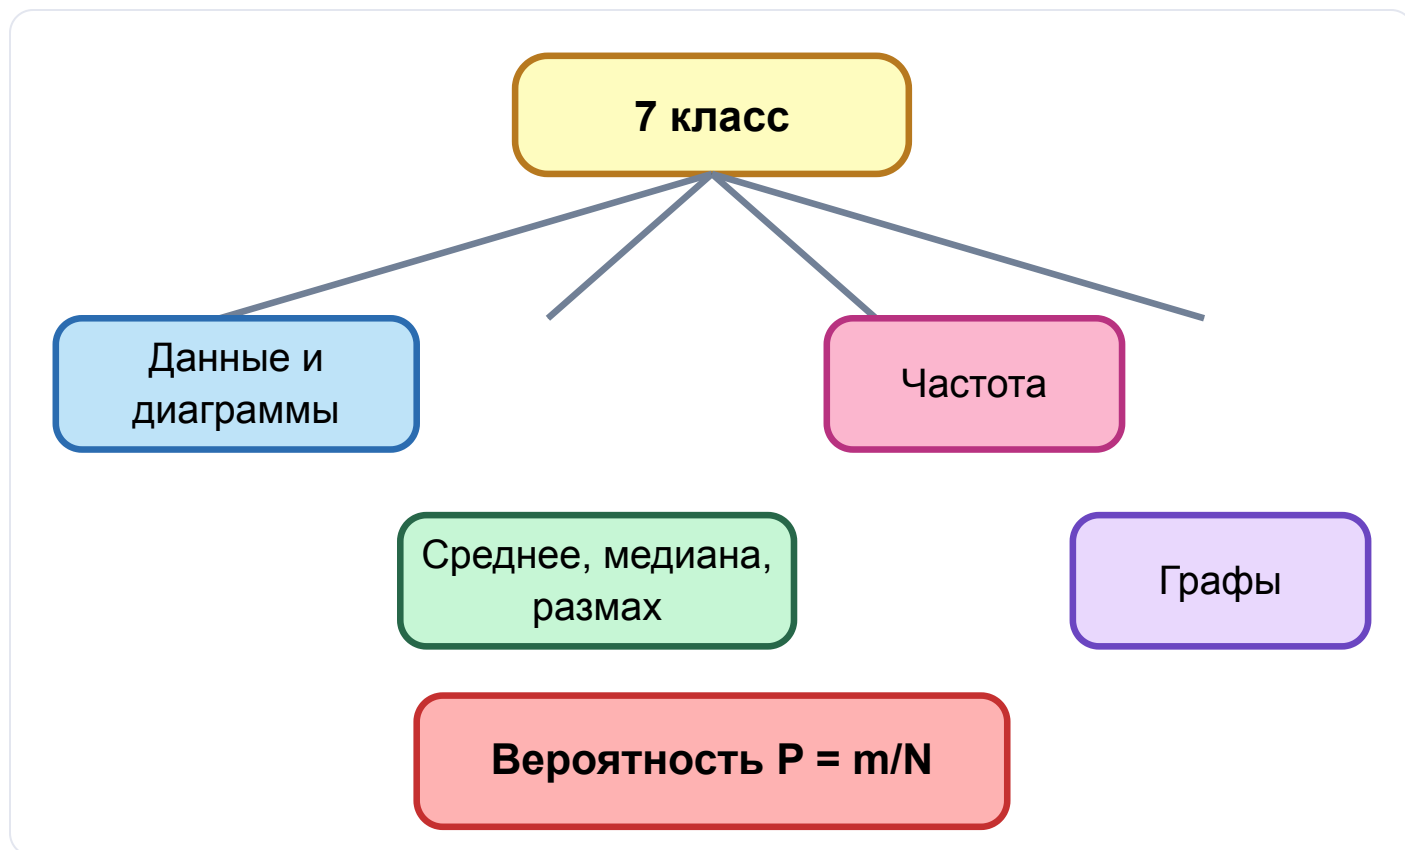 7 класс
Данные и
диаграммы
Частота
Среднее, медиана,
размах
Графы
Вероятность P = m/N